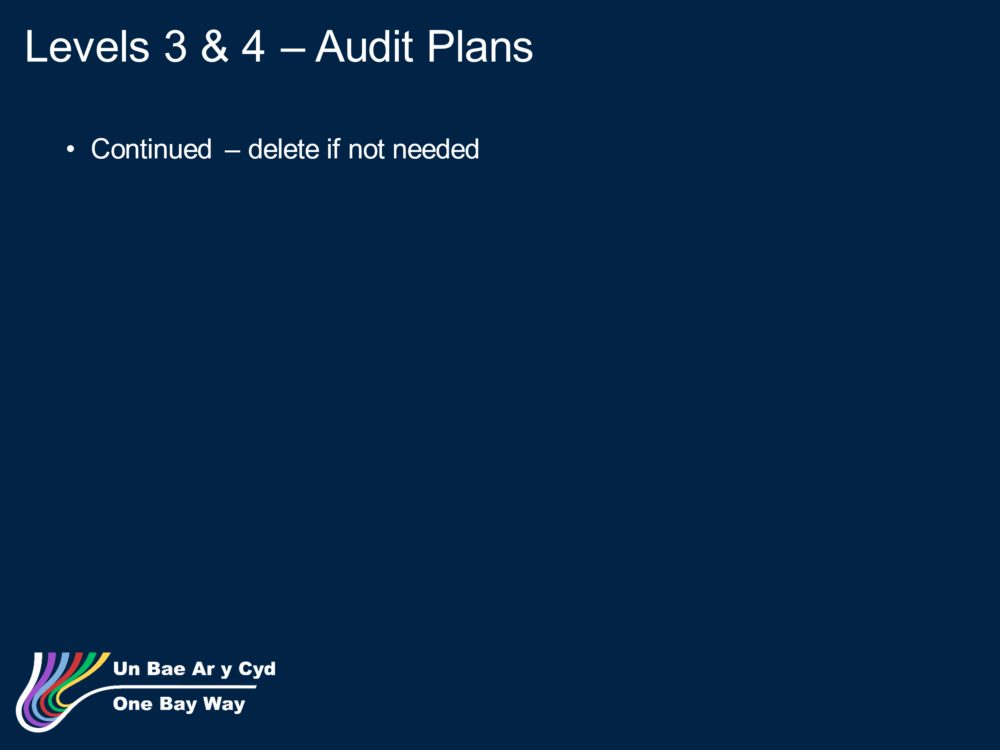 Levels 3 & 4 – Audit Plans
• Continued – delete if not needed
Un Bae Ar y Cyd
One Bay Way